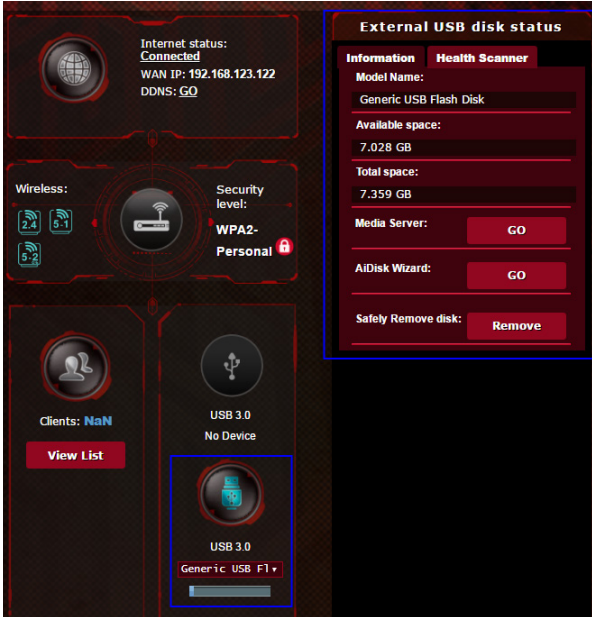 Internet status:
Connected
WAN IP: 192.168.123.122
DDNS: GO
Wireless:
2.4
5-1
5-2
Security
level:
WPA2-
Personal
Clients: NaN
View List
USB 3.0
No Device
USB 3.0
Generic USB Fl
External USB disk status
Information Health Scanner
Model Name:
Generic USB Flash Disk
Available space:
7.028 GB
Total space:
7.359 GB
Media Server: GO
AiDisk Wizard: GO
Safely Remove disk: Remove